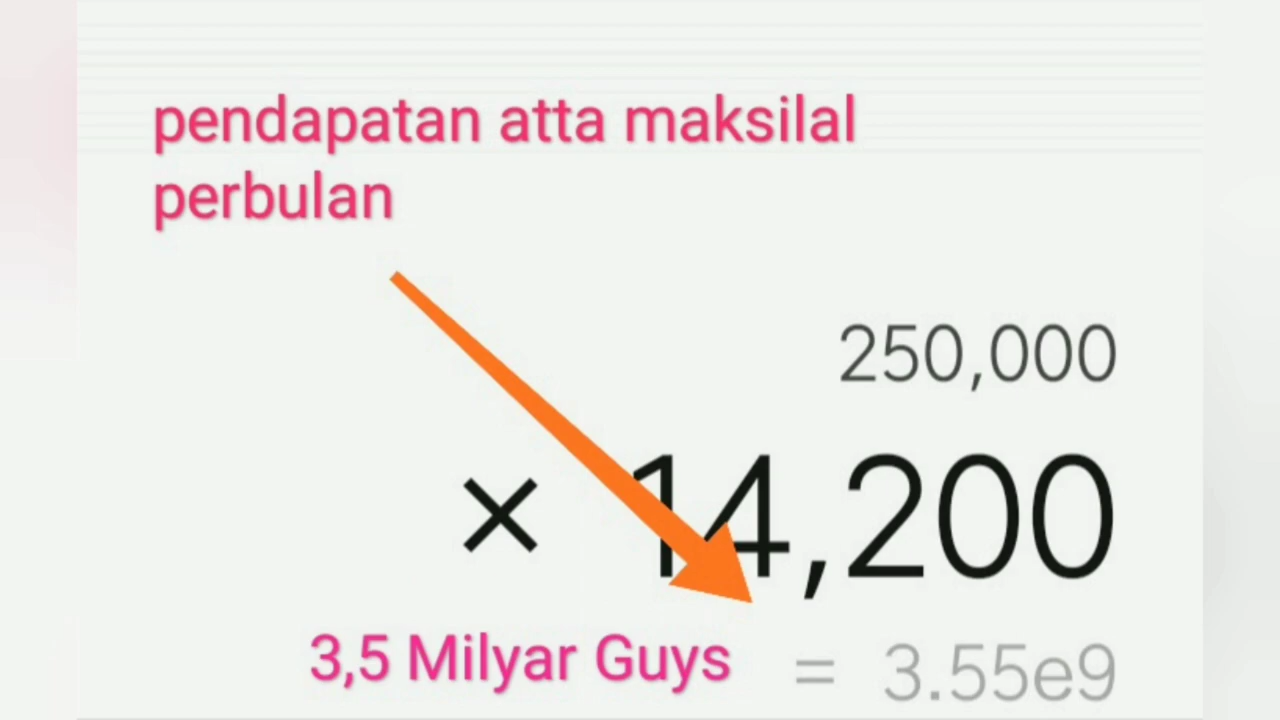 pendapatan atta maksilal
perbulan
250,000
× 14,200
3,5 Milyar Guys = 3.55e9